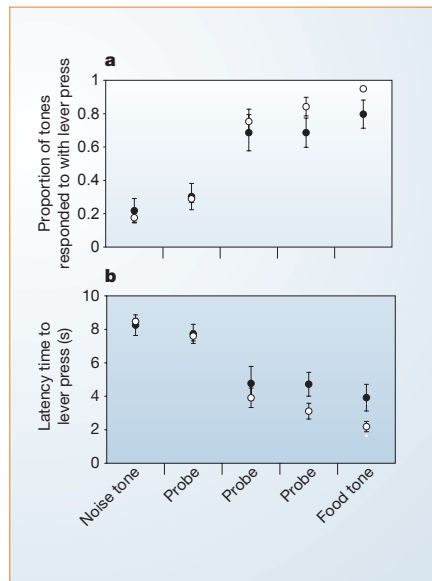 a
Proportion of tones
responded to with lever press
1
0.8
0.6
0.4
0.2
0
b
Latency time to
lever press (s)
10
8
6
4
2
0
Noise tone
Probe
Probe
Probe
Food tone